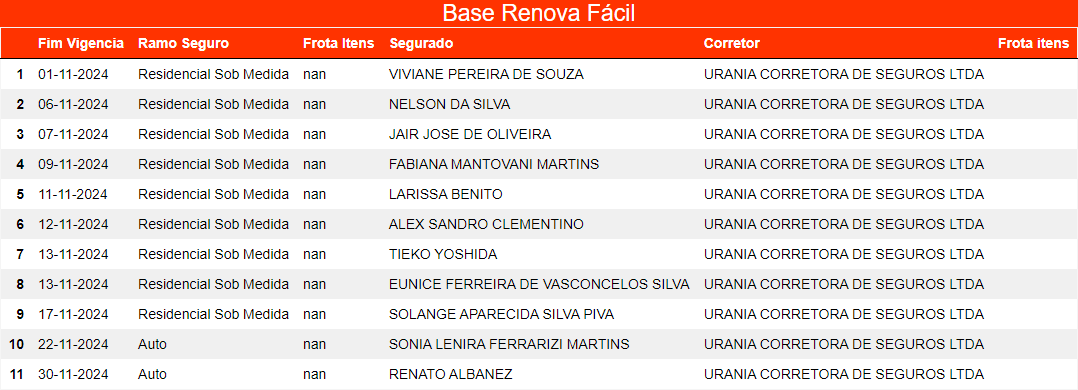 Base Renova Fácil
Fim Vigencia Ramo Seguro Frota Itens Segurado Corretor Frota itens
1 01-11-2024 Residencial Sob Medida nan VIVIANE PEREIRA DE SOUZA URANIA CORRETORA DE SEGUROS LTDA
2 06-11-2024 Residencial Sob Medida nan NELSON DA SILVA URANIA CORRETORA DE SEGUROS LTDA
3 07-11-2024 Residencial Sob Medida nan JAIR JOSE DE OLIVEIRA URANIA CORRETORA DE SEGUROS LTDA
4 09-11-2024 Residencial Sob Medida nan FABIANA MANTOVANI MARTINS URANIA CORRETORA DE SEGUROS LTDA
5 11-11-2024 Residencial Sob Medida nan LARISSA BENITO URANIA CORRETORA DE SEGUROS LTDA
6 12-11-2024 Residencial Sob Medida nan ALEX SANDRO CLEMENTINO URANIA CORRETORA DE SEGUROS LTDA
7 13-11-2024 Residencial Sob Medida nan TIEKO YOSHIDA URANIA CORRETORA DE SEGUROS LTDA
8 13-11-2024 Residencial Sob Medida nan EUNICE FERREIRA DE VASCONCELOS SILVA URANIA CORRETORA DE SEGUROS LTDA
9 17-11-2024 Residencial Sob Medida nan SOLANGE APARECIDA SILVA PIVA URANIA CORRETORA DE SEGUROS LTDA
10 22-11-2024 Auto nan SONIA LENIRA FERRARIZI MARTINS URANIA CORRETORA DE SEGUROS LTDA
11 30-11-2024 Auto nan RENATO ALBANEZ URANIA CORRETORA DE SEGUROS LTDA